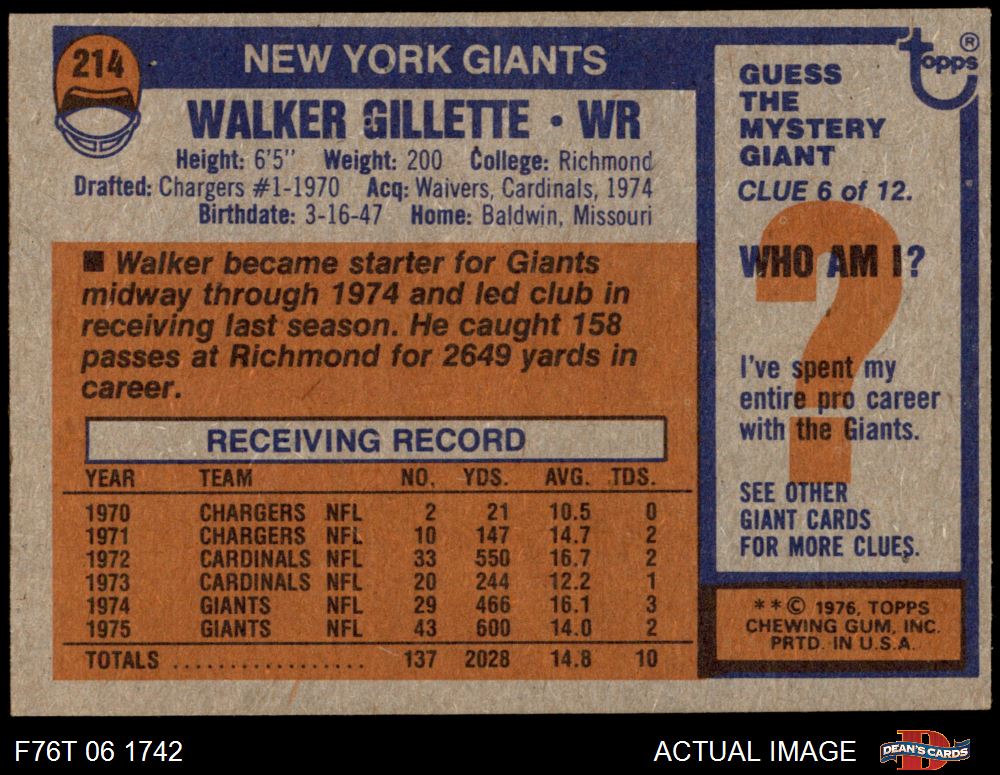 214
NEW YORK GIANTS
WALKER GILLETTE • WR
Height: 6'5" Weight: 200 College: Richmond
Drafted: Chargers #1-1970 Acq: Waivers, Cardinals, 1974
Birthdate: 3-16-47 Home: Baldwin, Missouri
■ Walker became starter for Giants
midway through 1974 and led club in
receiving last season. He caught 158
passes at Richmond for 2649 yards in
career.
RECEIVING RECORD
YEAR TEAM NO. YDS. AVG. TDS.
1970 CHARGERS NFL 2 21 10.5 0
1971 CHARGERS NFL 10 147 14.7 2
1972 CARDINALS NFL 33 550 16.7 2
1973 CARDINALS NFL 20 244 12.2 1
1974 GIANTS NFL 29 466 16.1 3
1975 GIANTS NFL 43 600 14.0 2
TOTALS .................. 137 2028 14.8 10
topps®
GUESS
THE
MYSTERY
GIANT
CLUE 6 of 12.
WHO AM I?
?
I've spent my
entire pro career
with the Giants.
SEE OTHER
GIANT CARDS
FOR MORE CLUES.
**© 1976, TOPPS
CHEWING GUM, INC.
PRTD. IN U.S.A.
F76T 06 1742
ACTUAL IMAGE
D
DEAN'S CARDS